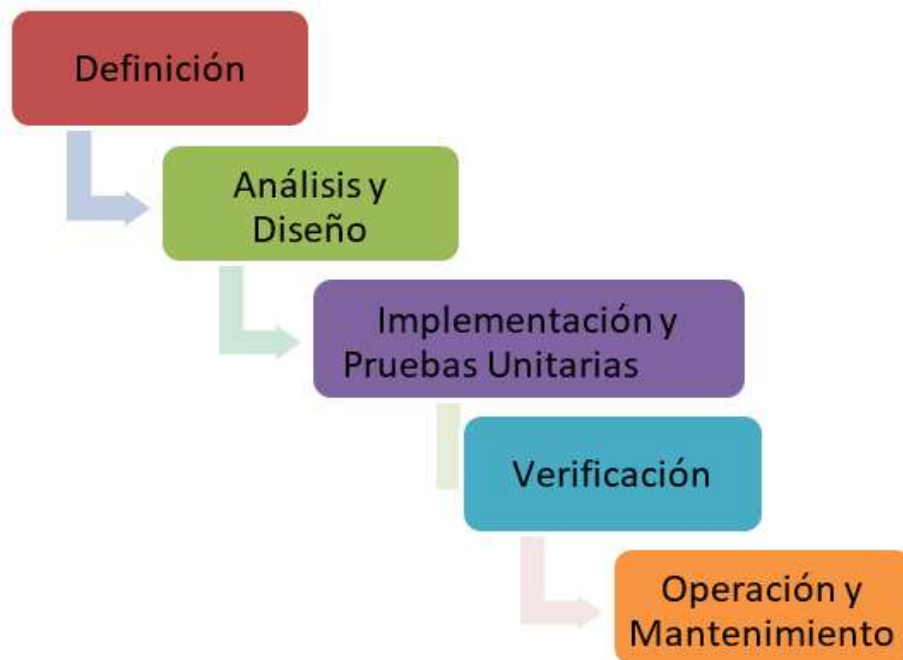 Definición
Análisis y
Diseño
Implementación y
Pruebas Unitarias
Verificación
Operación y
Mantenimiento